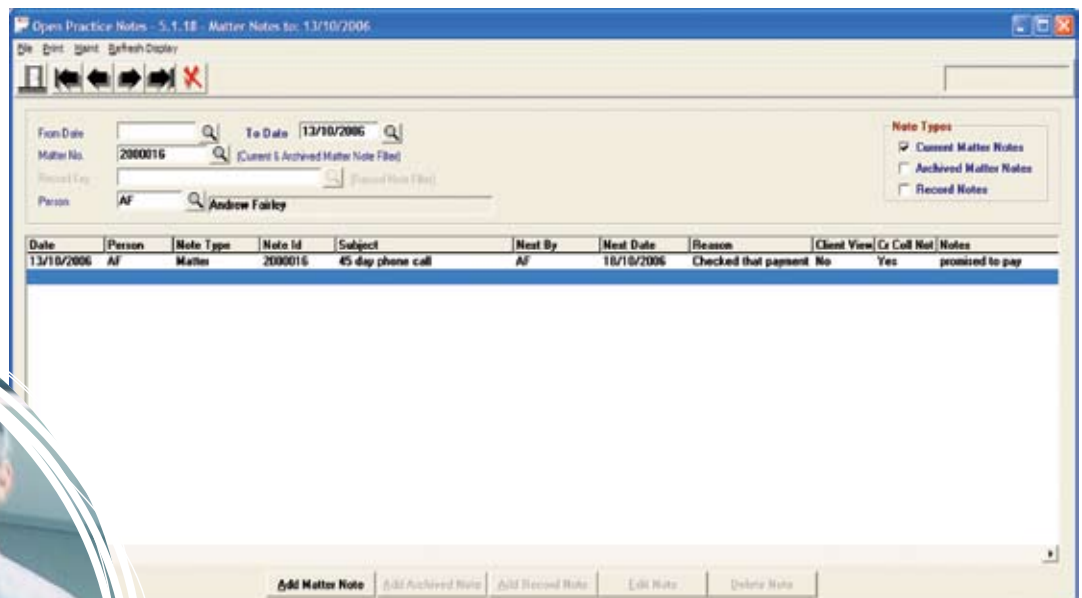 Open Practice Notes - 5.1.18 - Matter Notes to: 13/10/2006
File Print Maint Refresh Display
From Date To Date 13/10/2006
Matter No. 2000016 (Current & Archived Matter Note Filter)
Record Key (Record Note Filter)
Person AF Andrew Fairley
Note Types
Current Matter Notes
Archived Matter Notes
Record Notes
Date Person Note Type Note Id Subject Next By Next Date Reason Client View Cr Coll Not Notes
13/10/2006 AF Matter 2000016 45 day phone call AF 18/10/2006 Checked that payment No Yes promised to pay
Add Matter Note Add Archived Note Add Record Note Edit Note Delete Note